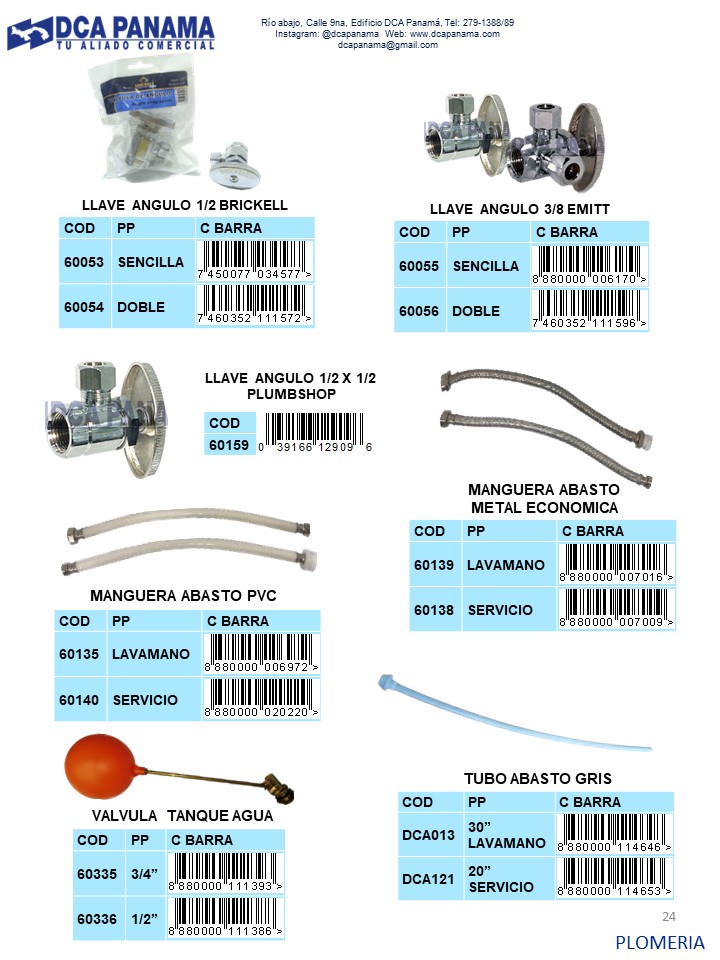 DCA PANAMA
TU ALIADO COMERCIAL
Río abajo, Calle 9na, Edificio DCA Panamá, Tel: 279-1388/89
Instagram: @dcapanama Web: www.dcapanama.com
dcapanama@gmail.com
LLAVE ANGULO 1/2 BRICKELL
COD PP C BARRA
60053 SENCILLA 7 450077 034577 >
60054 DOBLE 7 460352 111572 >
DCA PANAMA
LLAVE ANGULO 3/8 EMITT
COD PP C BARRA
60055 SENCILLA 8 880000 006170 >
60056 DOBLE 7 460352 111596 >
DCA PANAMA
LLAVE ANGULO 1/2 X 1/2
PLUMBSHOP
COD
60159 0 39166 12909 6
MANGUERA ABASTO
METAL ECONOMICA
COD PP C BARRA
60139 LAVAMANO 8 880000 007016 >
60138 SERVICIO 8 880000 007009 >
MANGUERA ABASTO PVC
COD PP C BARRA
60135 LAVAMANO 8 880000 006972 >
60140 SERVICIO 8 880000 020220 >
VALVULA TANQUE AGUA
COD PP C BARRA
60335 3/4” 8 880000 111393 >
60336 1/2” 8 880000 111386 >
TUBO ABASTO GRIS
COD PP C BARRA
DCA013 30” LAVAMANO 8 880000 114646 >
DCA121 20” SERVICIO 8 880000 114653 >
24
PLOMERIA